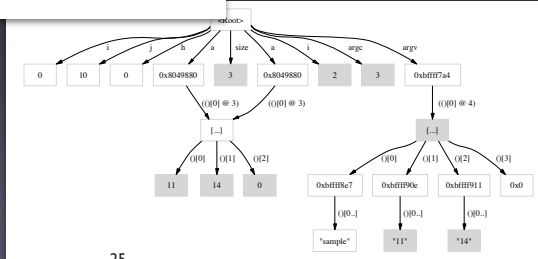 <Root>
i j h a size a i argc argv
0 10 0 0x8049880 3 0x8049880 2 3 0xbffff7a4
(()[0] @ 3) (()[0] @ 3) (()[0] @ 4)
[...] [...]
()[0] ()[1] ()[2] ()[0] ()[1] ()[2] ()[3]
11 14 0 0xbffff8e7 0xbffff90e 0xbffff911 0x0
()[0..] ()[0..] ()[0..]
"sample" "11" "14"